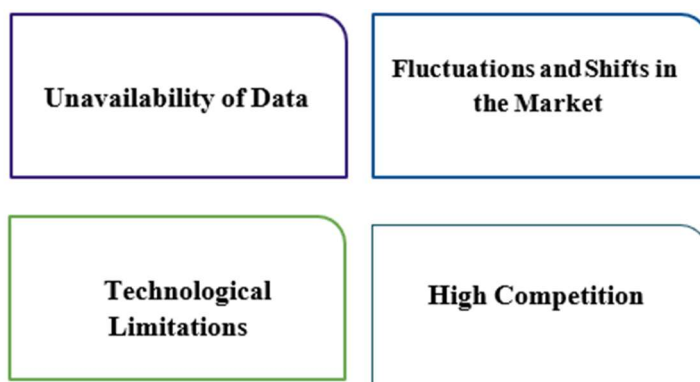 Unavailability of Data
Fluctuations and Shifts in
the Market
Technological
Limitations
High Competition